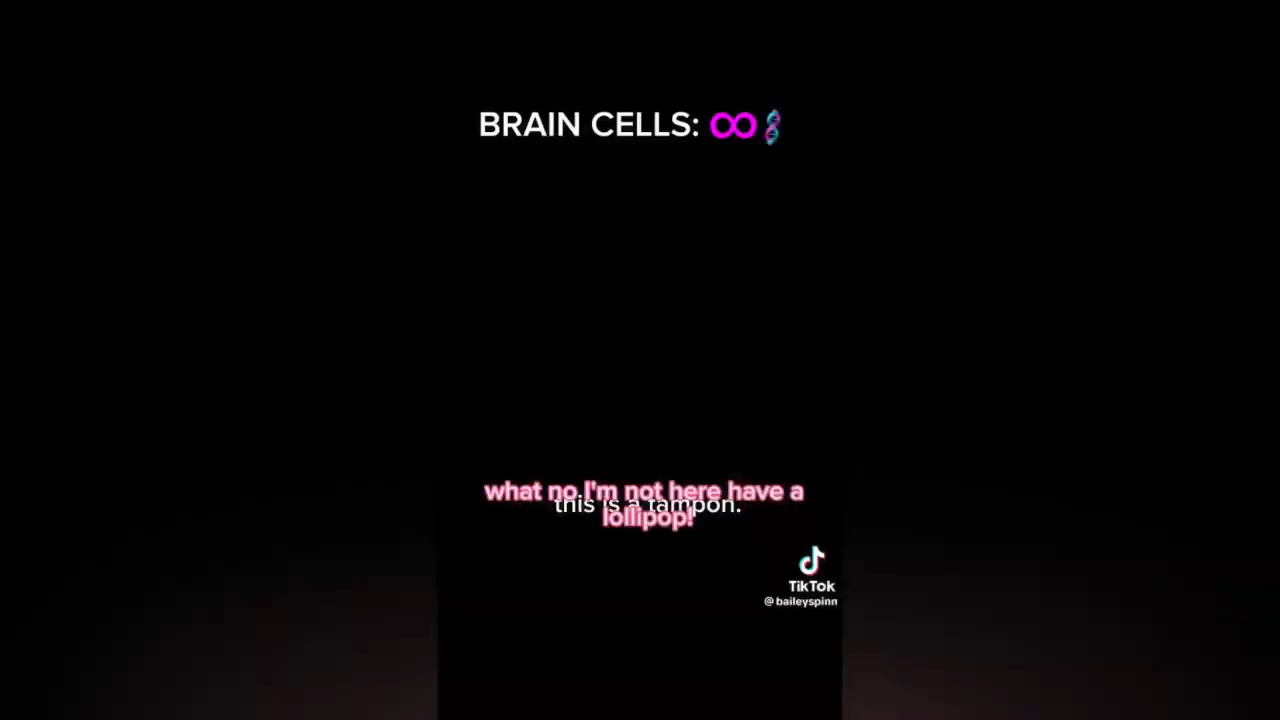 BRAIN CELLS: ∞🧬
what no I'm not here have a
this is a tampon.
lollipop!
TikTok
@baileyspinn